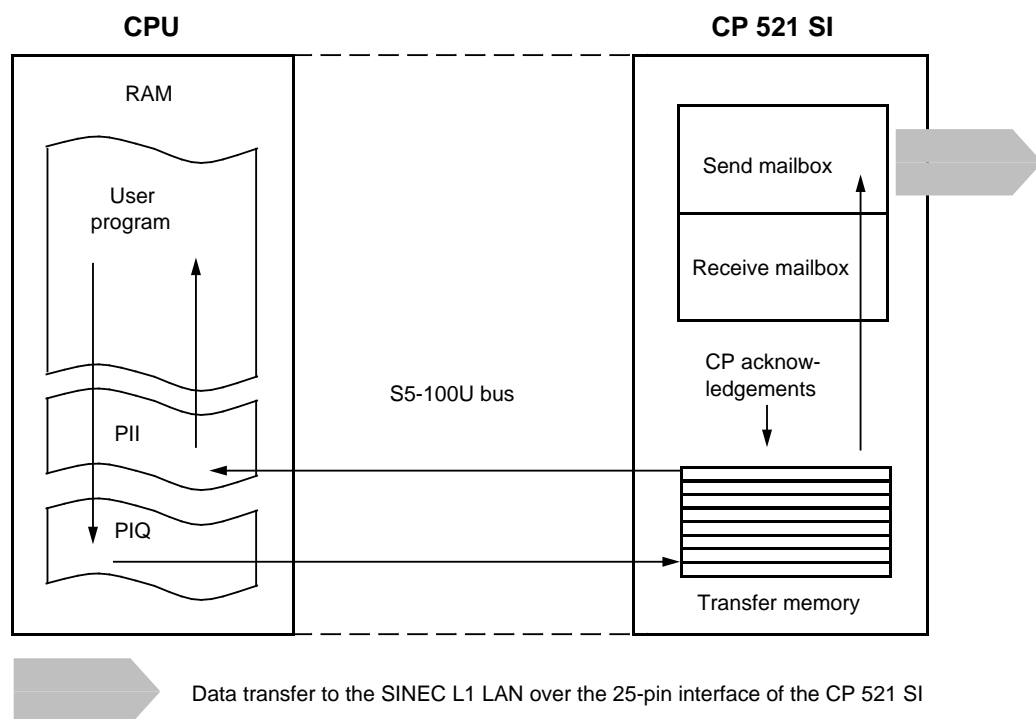 CPU
CP 521 SI
RAM
User
program
Send mailbox
Receive mailbox
CP acknow-
ledgements
S5-100U bus
PII
PIQ
Transfer memory
Data transfer to the SINEC L1 LAN over the 25-pin interface of the CP 521 SI